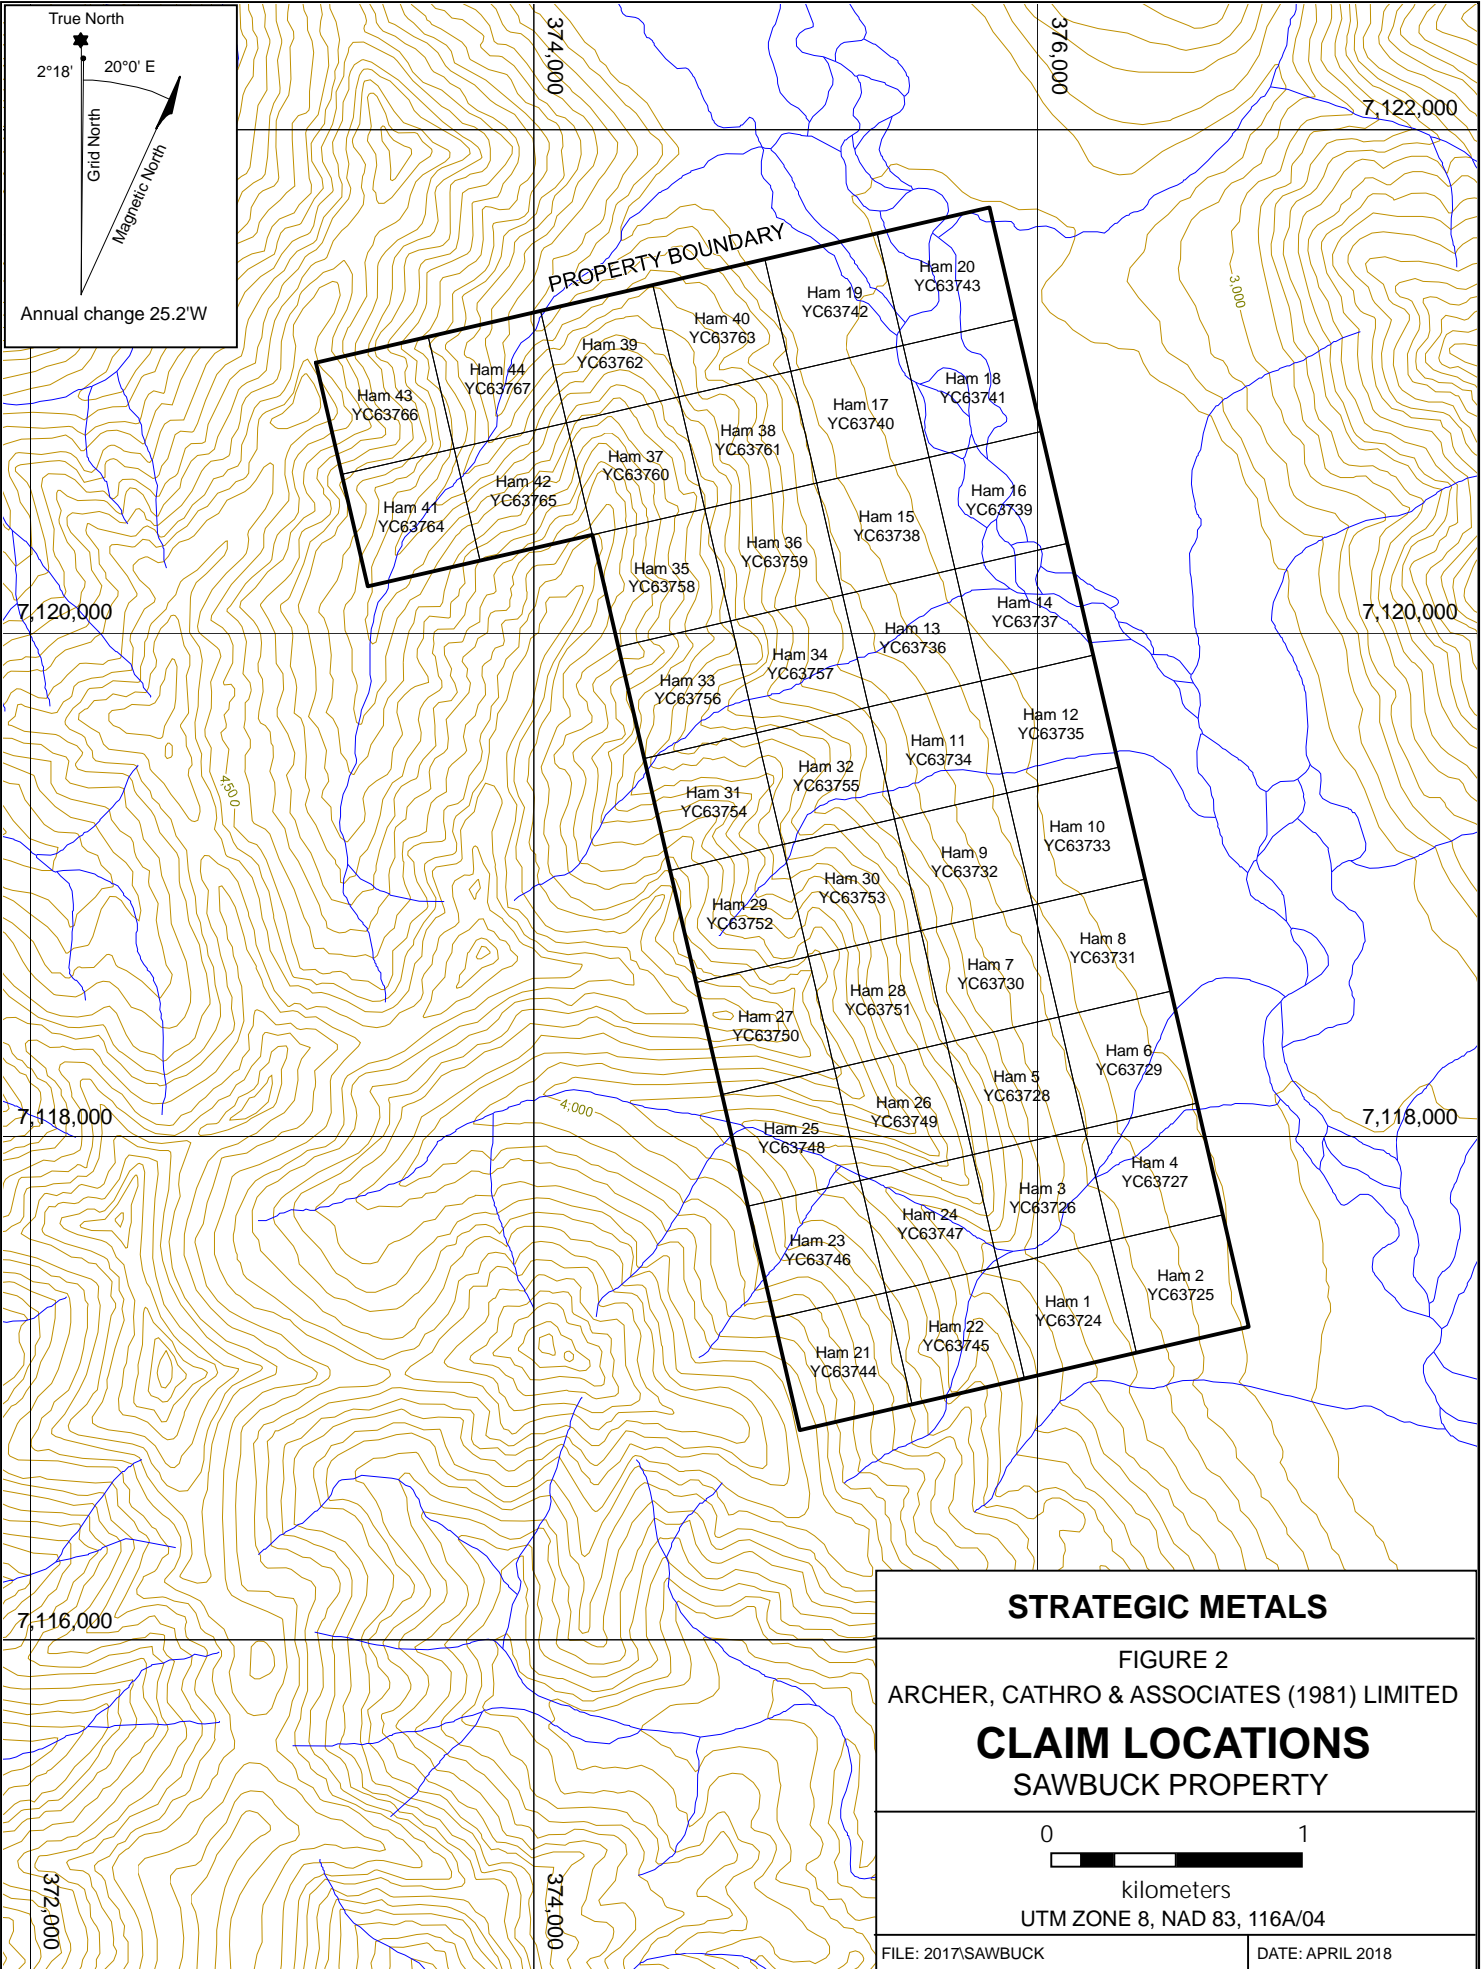 True North
2°18'
20°0' E
Grid North
Magnetic North
Annual change 25.2'W
374,000
376,000
7,122,000
PROPERTY BOUNDARY
3,000
Ham 20
YC63743
Ham 19
YC63742
Ham 40
YC63763
Ham 39
YC63762
Ham 44
YC63767
Ham 43
YC63766
Ham 18
YC63741
Ham 17
YC63740
Ham 38
YC63761
Ham 37
YC63760
Ham 42
YC63765
Ham 41
YC63764
Ham 16
YC63739
Ham 15
YC63738
Ham 36
YC63759
Ham 35
YC63758
7,120,000
7,120,000
Ham 14
YC63737
Ham 13
YC63736
Ham 34
YC63757
Ham 33
YC63756
Ham 12
YC63735
Ham 11
YC63734
Ham 32
YC63755
Ham 31
YC63754
4,500
Ham 10
YC63733
Ham 9
YC63732
Ham 30
YC63753
Ham 29
YC63752
Ham 8
YC63731
Ham 7
YC63730
Ham 28
YC63751
Ham 27
YC63750
Ham 6
YC63729
Ham 5
YC63728
Ham 26
YC63749
Ham 25
YC63748
4,000
7,118,000
7,118,000
Ham 4
YC63727
Ham 3
YC63726
Ham 24
YC63747
Ham 23
YC63746
Ham 2
YC63725
Ham 1
YC63724
Ham 22
YC63745
Ham 21
YC63744
7,116,000
372,000
374,000
STRATEGIC METALS
FIGURE 2
ARCHER, CATHRO & ASSOCIATES (1981) LIMITED
CLAIM LOCATIONS
SAWBUCK PROPERTY
0 1
kilometers
UTM ZONE 8, NAD 83, 116A/04
FILE: 2017\SAWBUCK
DATE: APRIL 2018